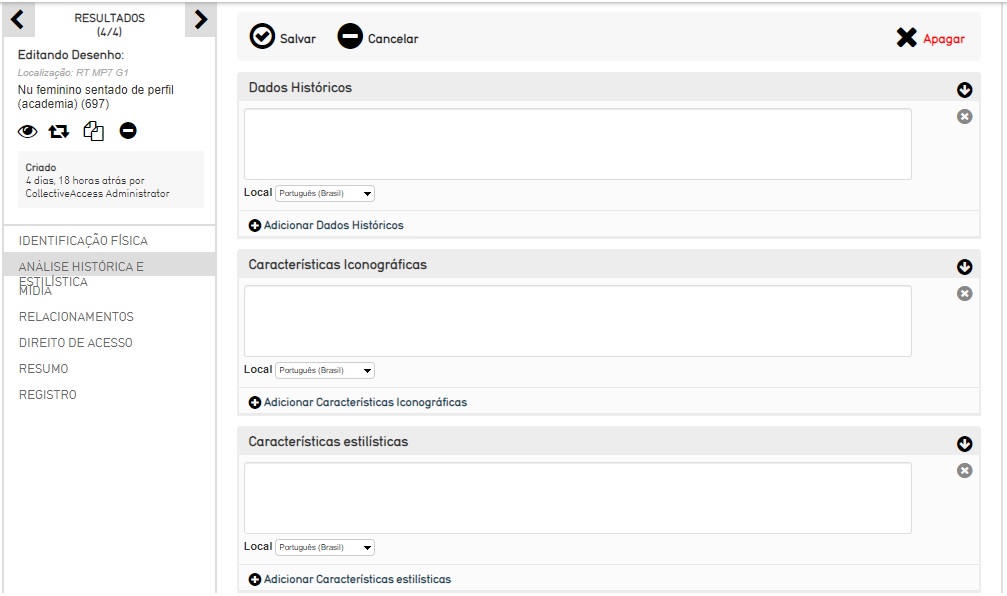 RESULTADOS
(4/4)
Editando Desenho:
Localização: RT MP7 G1
Nu feminino sentado de perfil
(academia) (697)
Criado
4 dias, 18 horas atrás por
CollectiveAccess Administrator
IDENTIFICAÇÃO FÍSICA
ANÁLISE HISTÓRICA E
ESTILÍSTICA
MÍDIA
RELACIONAMENTOS
DIREITO DE ACESSO
RESUMO
REGISTRO
Salvar Cancelar Apagar
Dados Históricos
Local Português (Brasil)
Adicionar Dados Históricos
Características Iconográficas
Local Português (Brasil)
Adicionar Características Iconográficas
Características estilísticas
Local Português (Brasil)
Adicionar Características estilísticas